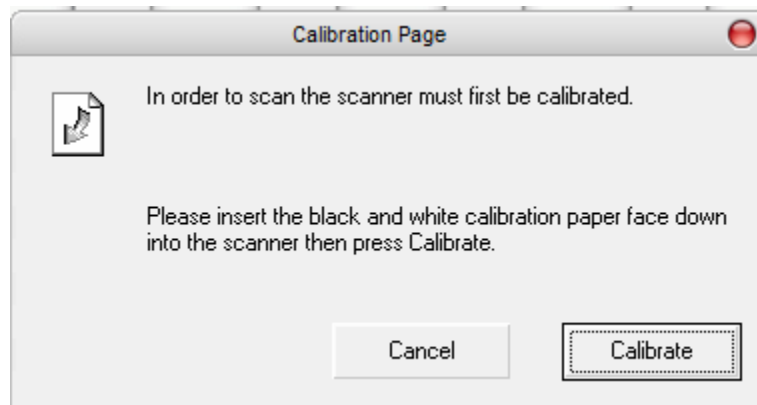 Calibration Page
In order to scan the scanner must first be calibrated.
Please insert the black and white calibration paper face down
into the scanner then press Calibrate.
Cancel
Calibrate